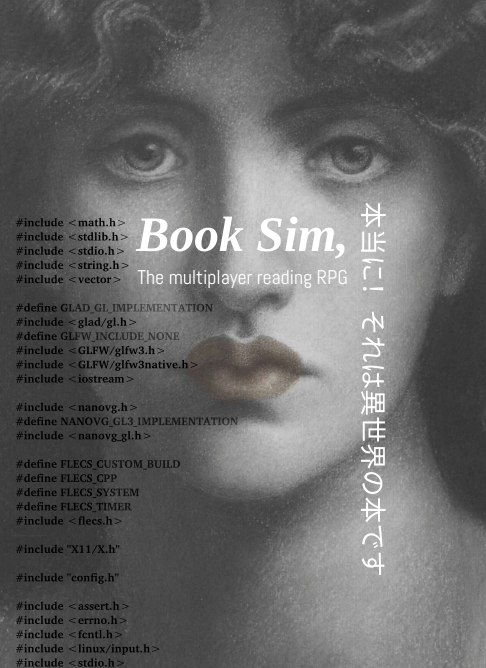 #include <math.h>
#include <stdlib.h>
#include <stdio.h>
#include <string.h>
#include <vector>
#define GLAD_GL_IMPLEMENTATION
#include <glad/gl.h>
#define GLFW_INCLUDE_NONE
#include <GLFW/glfw3.h>
#include <GLFW/glfw3native.h>
#include <iostream>
#include <nanovg.h>
#define NANOVG_GL3_IMPLEMENTATION
#include <nanovg_gl.h>
#define FLECS_CUSTOM_BUILD
#define FLECS_CPP
#define FLECS_SYSTEM
#define FLECS_TIMER
#include <flecs.h>
#include "X11/X.h"
#include "config.h"
#include <assert.h>
#include <errno.h>
#include <fcntl.h>
#include <linux/input.h>
#include <stdio.h>
Book Sim,
The multiplayer reading RPG
本当に！ それは異世界の本です